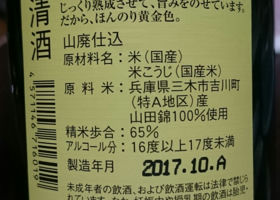 じっくり熟成させて、旨みをのせています。
だから、ほんのり黄金色。
清酒
山廃仕込
原材料名：米（国産）
米こうじ（国産米）
原料米：兵庫県三木市吉川町
（特A地区）産
山田錦100%使用
精米歩合：65%
アルコール分：16度以上17度未満
製造年月 2017.10.A
未成年者の飲酒、および飲酒運転は法律で禁じら
4571146716019